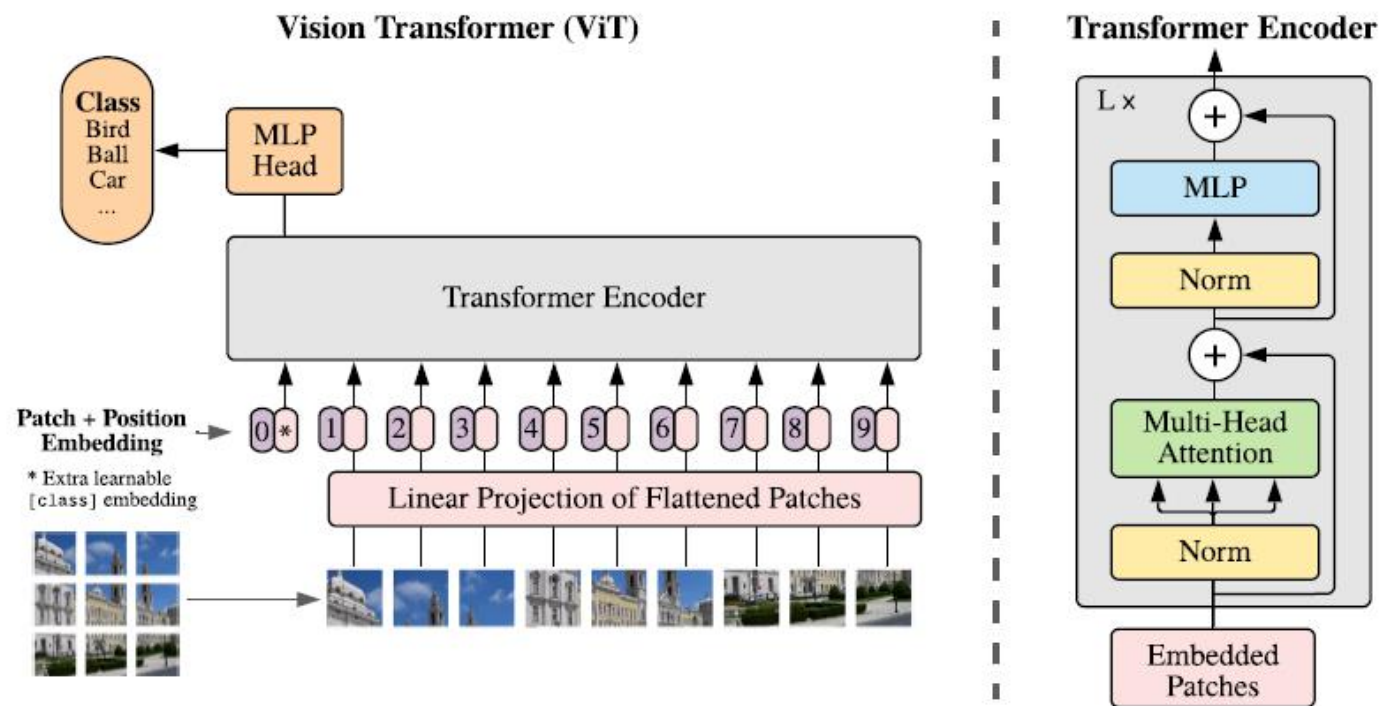 Vision Transformer (ViT)
Class
Bird
Ball
Car
...
MLP
Head
Transformer Encoder
Patch + Position
Embedding
0 * 1 2 3 4 5 6 7 8 9
* Extra learnable
[class] embedding
Linear Projection of Flattened Patches
Transformer Encoder
L ×
+
MLP
Norm
+
Multi-Head
Attention
Norm
Embedded
Patches